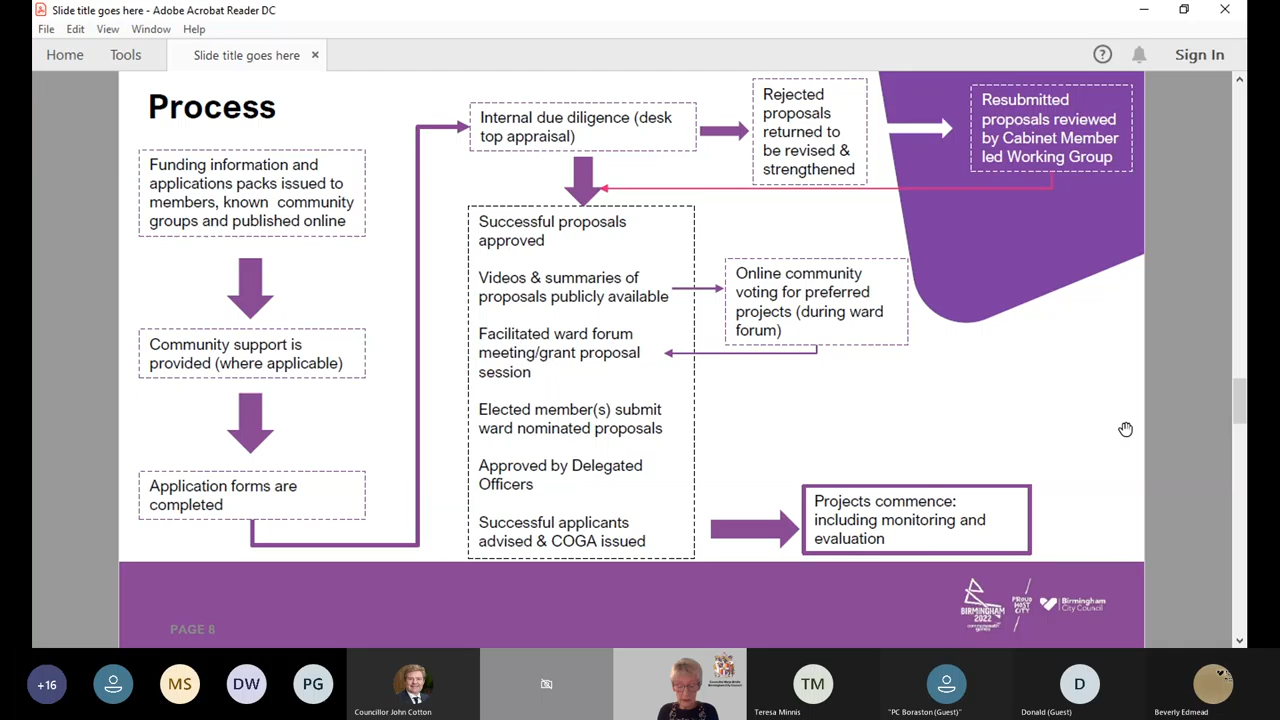 Slide title goes here - Adobe Acrobat Reader DC
File Edit View Window Help
Home Tools Slide title goes here × ? Sign In
Process
Funding information and
applications packs issued to
members, known community
groups and published online
Community support is
provided (where applicable)
Application forms are
completed
Internal due diligence (desk
top appraisal)
Rejected
proposals
returned to
be revised &
strengthened
Resubmitted
proposals reviewed
by Cabinet Member
led Working Group
Successful proposals
approved
Videos & summaries of
proposals publicly available
Facilitated ward forum
meeting/grant proposal
session
Elected member(s) submit
ward nominated proposals
Approved by Delegated
Officers
Successful applicants
advised & COGA issued
Online community
voting for preferred
projects (during ward
forum)
Projects commence:
including monitoring and
evaluation
PAGE 8
BIRMINGHAM
2022
commonwealth
games
PROUD
HOST
CITY
Birmingham
City Council
+16
MS
DW
PG
Councillor John Cotton
TM
Teresa Minnis
"PC Boraston (Guest)"
D
Donald (Guest)
Beverly Edmead